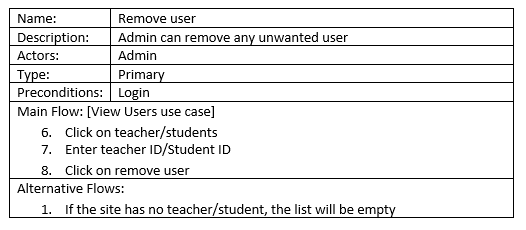 Name: Remove user
Description: Admin can remove any unwanted user
Actors: Admin
Type: Primary
Preconditions: Login
Main Flow: [View Users use case]
6. Click on teacher/students
7. Enter teacher ID/Student ID
8. Click on remove user
Alternative Flows:
1. If the site has no teacher/student, the list will be empty